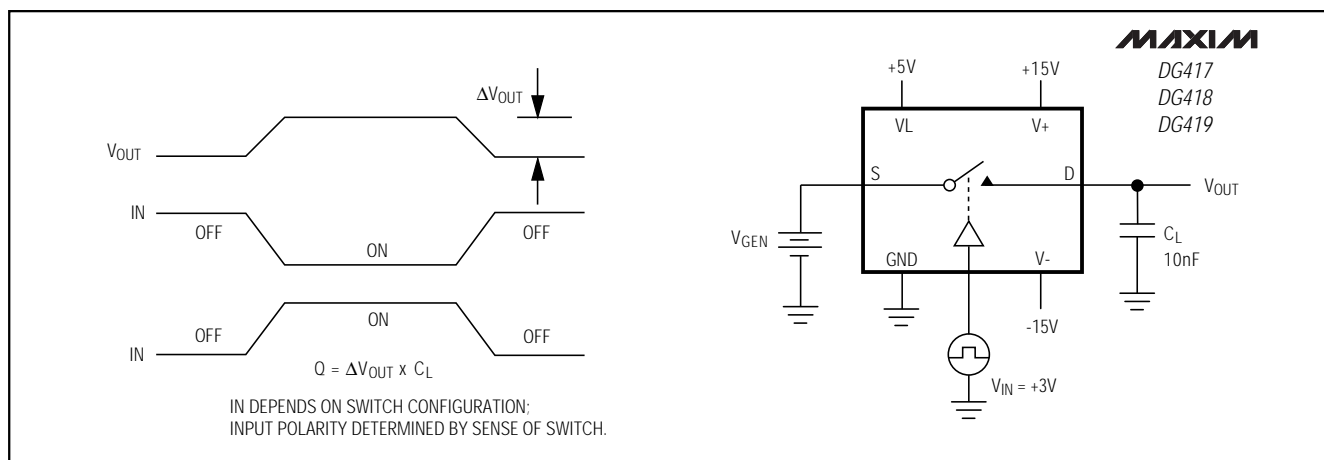 ΔVOUT
VOUT
IN
OFF
ON
OFF
IN
OFF
ON
OFF
Q = ΔVOUT x CL
IN DEPENDS ON SWITCH CONFIGURATION;
INPUT POLARITY DETERMINED BY SENSE OF SWITCH.
MAXIM
DG417
DG418
DG419
+5V
+15V
VL
V+
S
D
VOUT
VGEN
CL
10nF
GND
V-
-15V
VIN = +3V